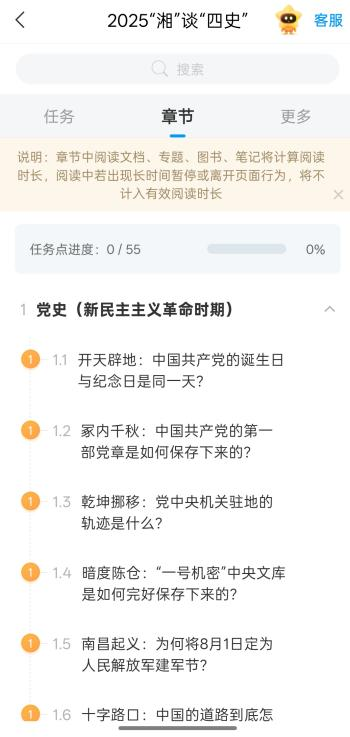 2025“湘”谈“四史”
客服
搜索
任务
章节
更多
说明：章节中阅读文档、专题、图书、笔记将计算阅读
时长，阅读中若出现长时间暂停或离开页面行为，将不
计入有效阅读时长
任务点进度：0 / 55
0%
1 党史（新民主主义革命时期）
1 1.1 开天辟地：中国共产党的诞生日
与纪念日是同一天？
1 1.2 冢内千秋：中国共产党的第一
部党章是如何保存下来的？
1 1.3 乾坤挪移：党中央机关驻地的
轨迹是什么？
1 1.4 暗度陈仓：“一号机密”中央文库
是如何完好保存下来的？
1 1.5 南昌起义：为何将8月1日定为
人民解放军建军节？
1 1.6 十字路口：中国的道路到底怎